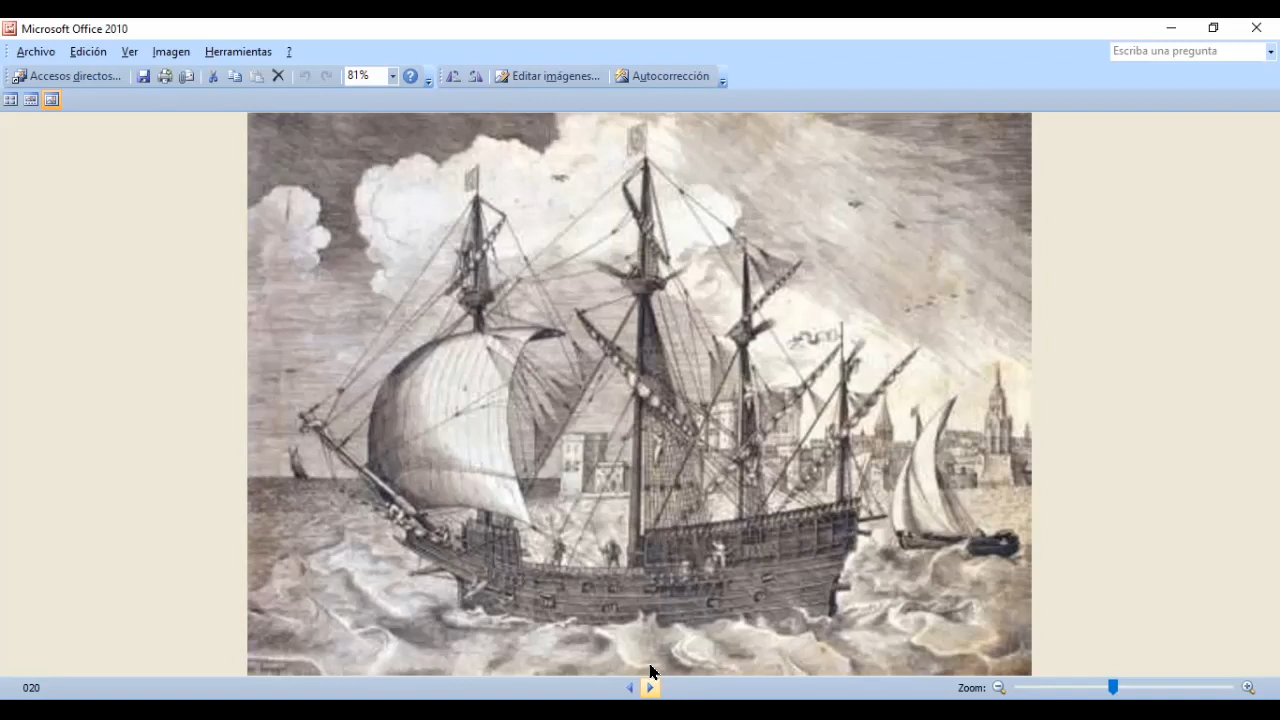 Microsoft Office 2010
Archivo Edición Ver Imagen Herramientas ?
Escriba una pregunta
Accesos directos... 81% Editar imágenes... Autocorrección
020
Zoom: